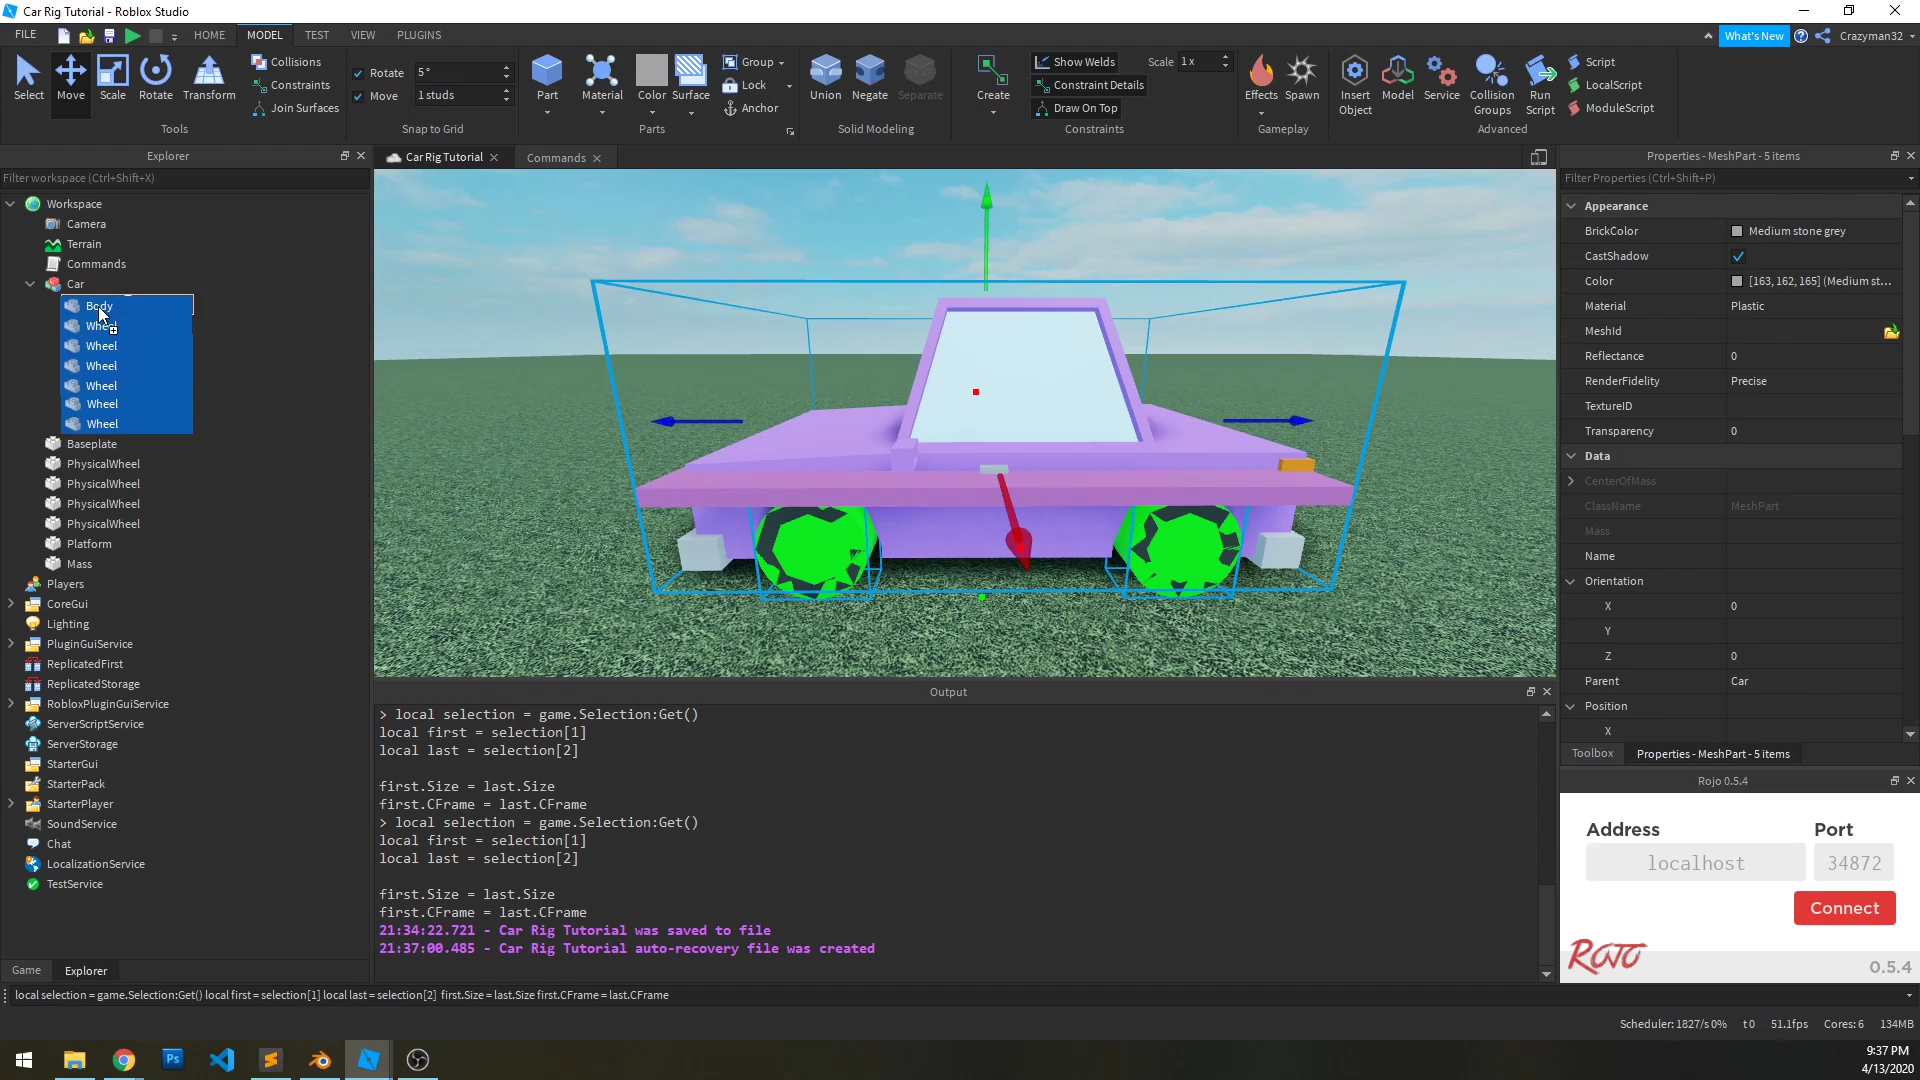 Car Rig Tutorial - Roblox Studio
FILE HOME MODEL TEST VIEW PLUGINS What's New Crazyman32
Select Move Scale Rotate Transform
Collisions
Constraints
Join Surfaces
Tools
Rotate 5°
Move 1 studs
Snap to Grid
Part Material Color Surface
Group
Lock
Anchor
Parts
Union Negate Separate
Solid Modeling
Create
Show Welds
Constraint Details
Draw On Top
Scale 1 x
Constraints
Effects Spawn
Gameplay
Insert Object
Model
Service
Collision Groups
Run Script
Script
LocalScript
ModuleScript
Advanced
Explorer
Filter workspace (Ctrl+Shift+X)
Workspace
Camera
Terrain
Commands
Car
Body
Wheel
Wheel
Wheel
Wheel
Wheel
Wheel
Baseplate
PhysicalWheel
PhysicalWheel
PhysicalWheel
PhysicalWheel
Platform
Mass
Players
CoreGui
Lighting
PluginGuiService
ReplicatedFirst
ReplicatedStorage
RobloxPluginGuiService
ServerScriptService
ServerStorage
StarterGui
StarterPack
StarterPlayer
SoundService
Chat
LocalizationService
TestService
Game Explorer
Car Rig Tutorial Commands
Output
> local selection = game.Selection:Get()
local first = selection[1]
local last = selection[2]
first.Size = last.Size
first.CFrame = last.CFrame
> local selection = game.Selection:Get()
local first = selection[1]
local last = selection[2]
first.Size = last.Size
first.CFrame = last.CFrame
21:34:22.721 - Car Rig Tutorial was saved to file
21:37:00.485 - Car Rig Tutorial auto-recovery file was created
Properties - MeshPart - 5 items
Filter Properties (Ctrl+Shift+P)
Appearance
BrickColor Medium stone grey
CastShadow
Color [163, 162, 165] (Medium st...
Material Plastic
MeshId
Reflectance 0
RenderFidelity Precise
TextureID
Transparency 0
Data
CenterOfMass
ClassName MeshPart
Mass
Name
Orientation
X 0
Y
Z 0
Parent Car
Position
X
Toolbox Properties - MeshPart - 5 items
Rojo 0.5.4
Address Port
localhost 34872
Connect
ROJO 0.5.4
local selection = game.Selection:Get() local first = selection[1] local last = selection[2] first.Size = last.Size first.CFrame = last.CFrame
Scheduler: 1827/s 0% t 0 51.1fps Cores: 6 134MB
Ps
9:37 PM
4/13/2020